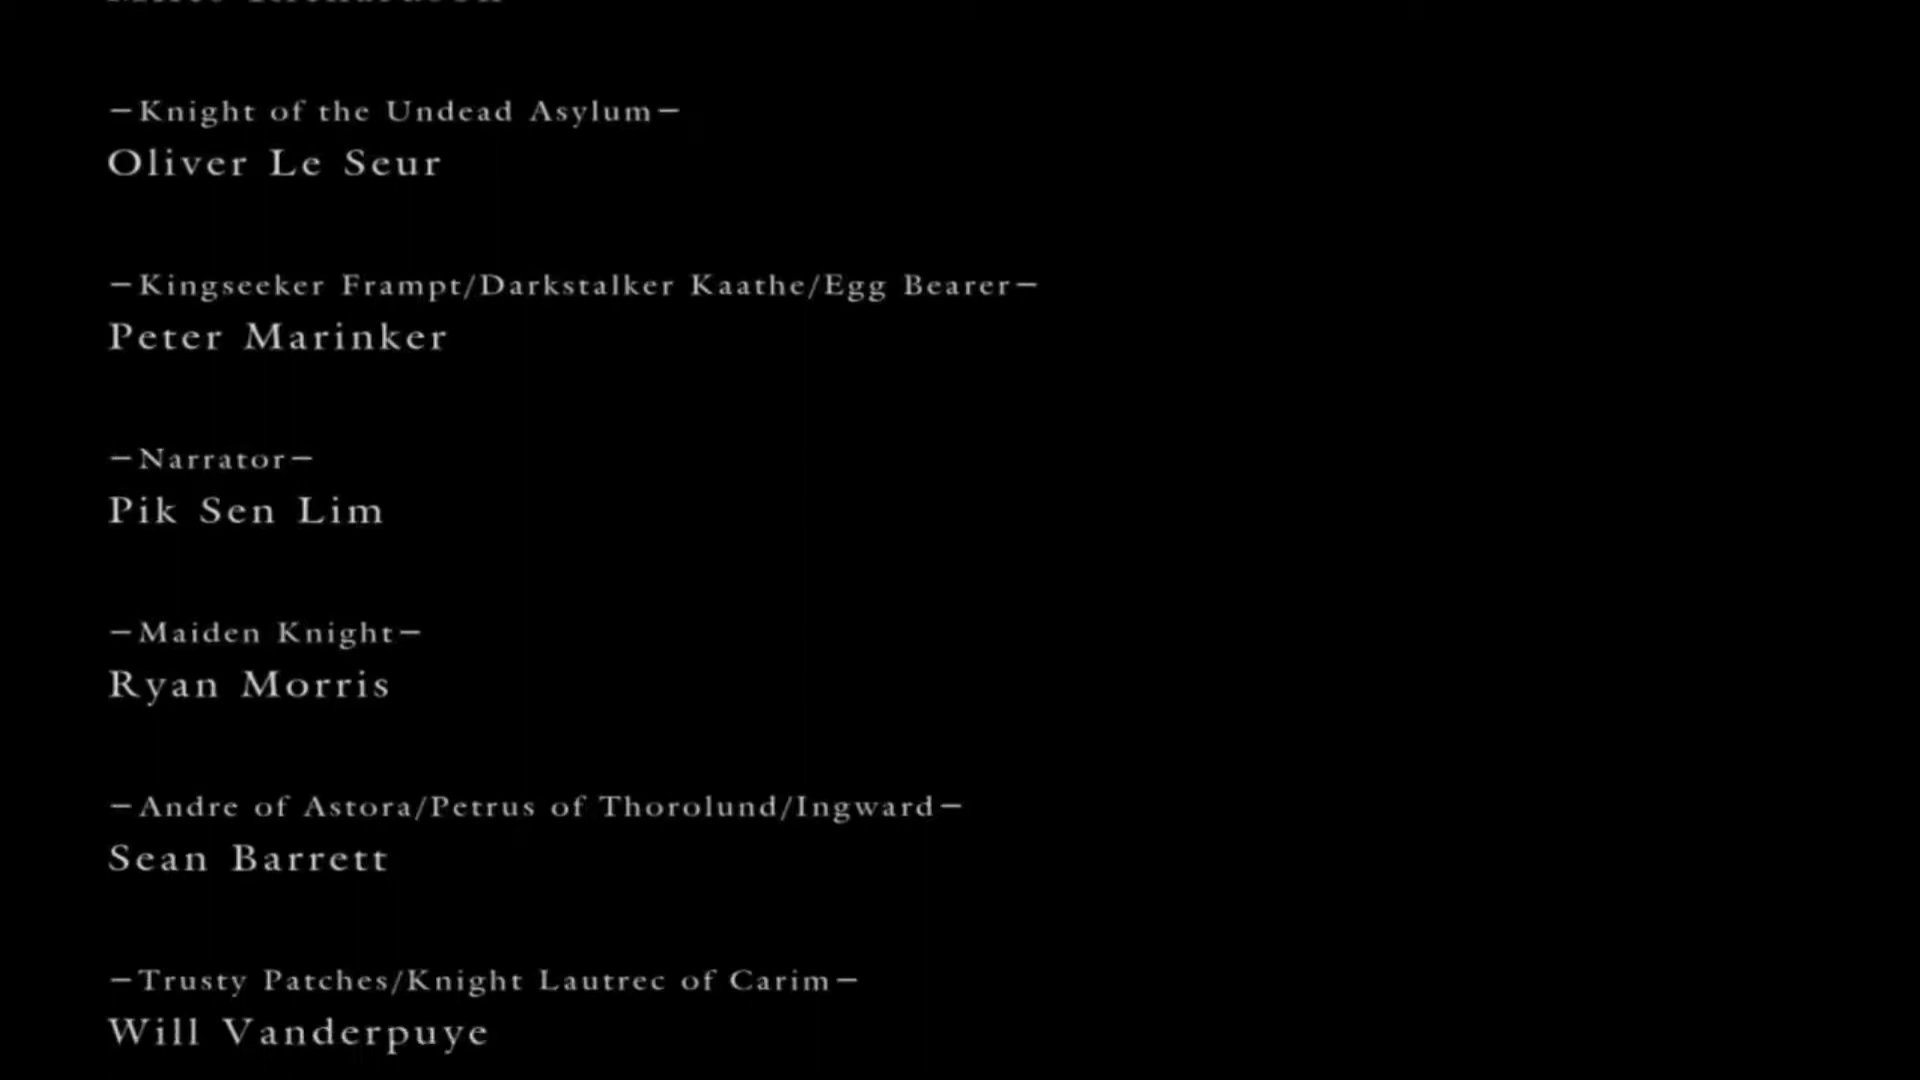 —Knight of the Undead Asylum—
Oliver Le Seur
—Kingseeker Frampt/Darkstalker Kaathe/Egg Bearer—
Peter Marinker
—Narrator—
Pik Sen Lim
—Maiden Knight—
Ryan Morris
—Andre of Astora/Petrus of Thorolund/Ingward—
Sean Barrett
—Trusty Patches/Knight Lautrec of Carim—
Will Vanderpuye